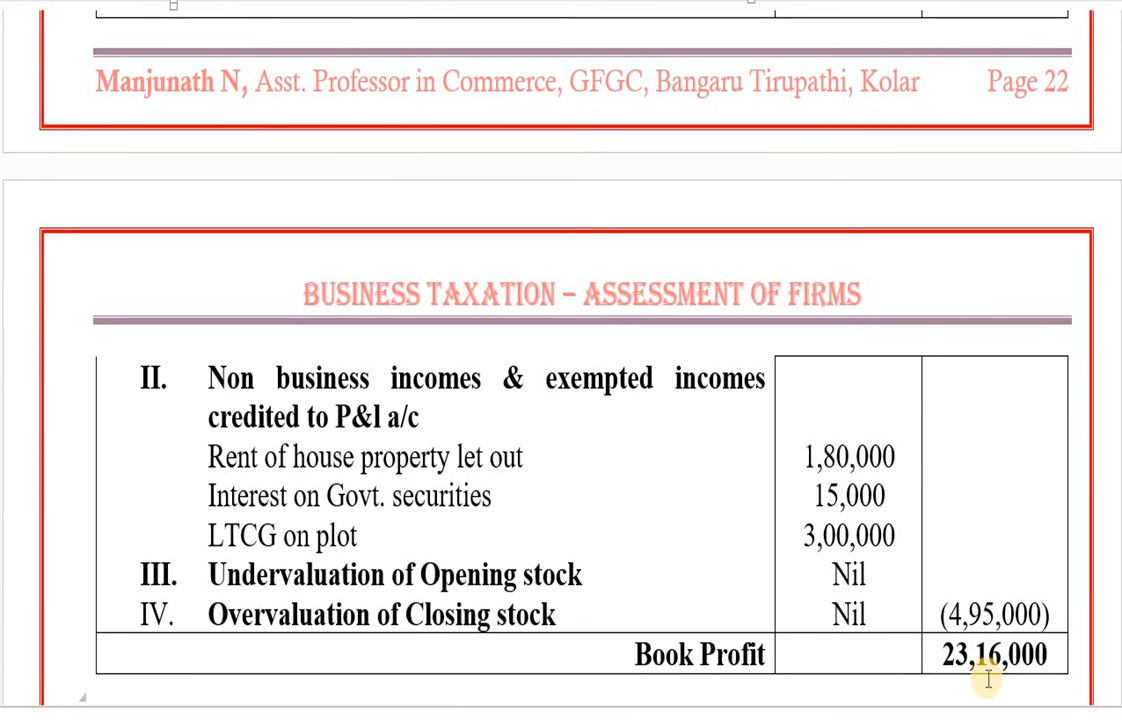 Manjunath N, Asst. Professor in Commerce, GFGC, Bangaru Tirupathi, Kolar Page 22
BUSINESS TAXATION – ASSESSMENT OF FIRMS
II. Non business incomes & exempted incomes
credited to P&l a/c
Rent of house property let out 1,80,000
Interest on Govt. securities 15,000
LTCG on plot 3,00,000
III. Undervaluation of Opening stock Nil
IV. Overvaluation of Closing stock Nil (4,95,000)
Book Profit 23,16,000